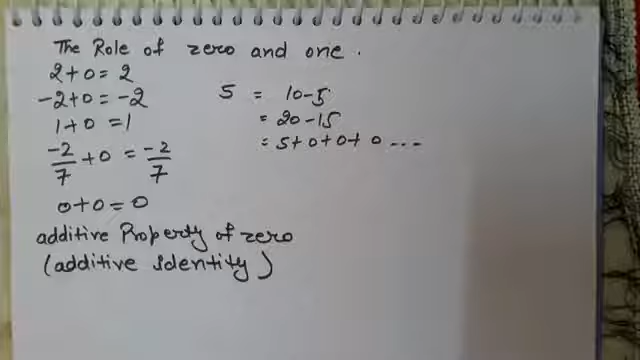 The Role of zero and one.
2+0=2
-2+0=-2
1+0=1
-2/7+0=-2/7
0+0=0
additive Property of zero
(additive identity)
5 = 10-5
= 20-15
= 5+0+0+0...